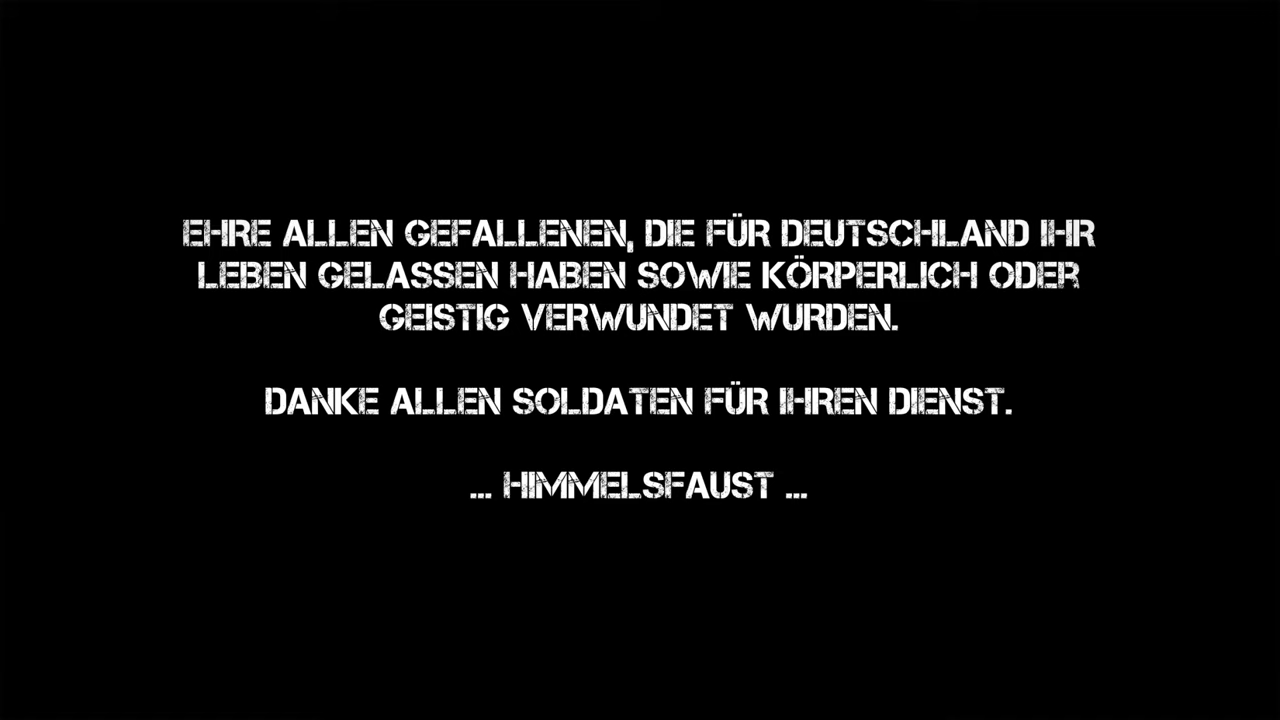 EHRE ALLEN GEFALLENEN, DIE FÜR DEUTSCHLAND IHR
LEBEN GELASSEN HABEN SOWIE KÖRPERLICH ODER
GEISTIG VERWUNDET WURDEN.
DANKE ALLEN SOLDATEN FÜR IHREN DIENST.
... HIMMELSFAUST ...